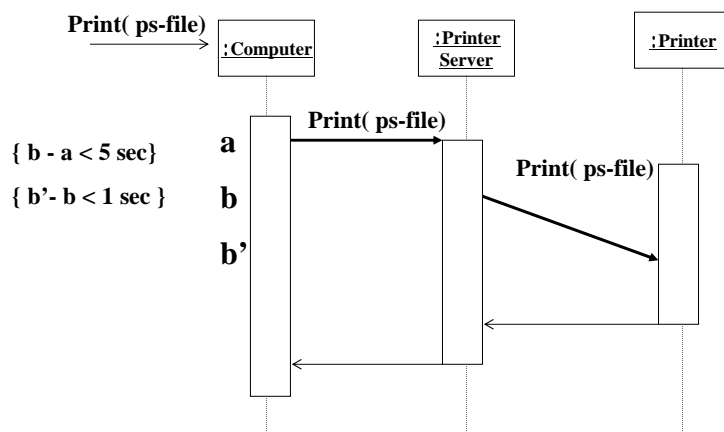 Print( ps-file)
:Computer
:Printer
Server
:Printer
Print( ps-file)
a
{ b - a < 5 sec}
Print( ps-file)
{ b’- b < 1 sec }
b
b’